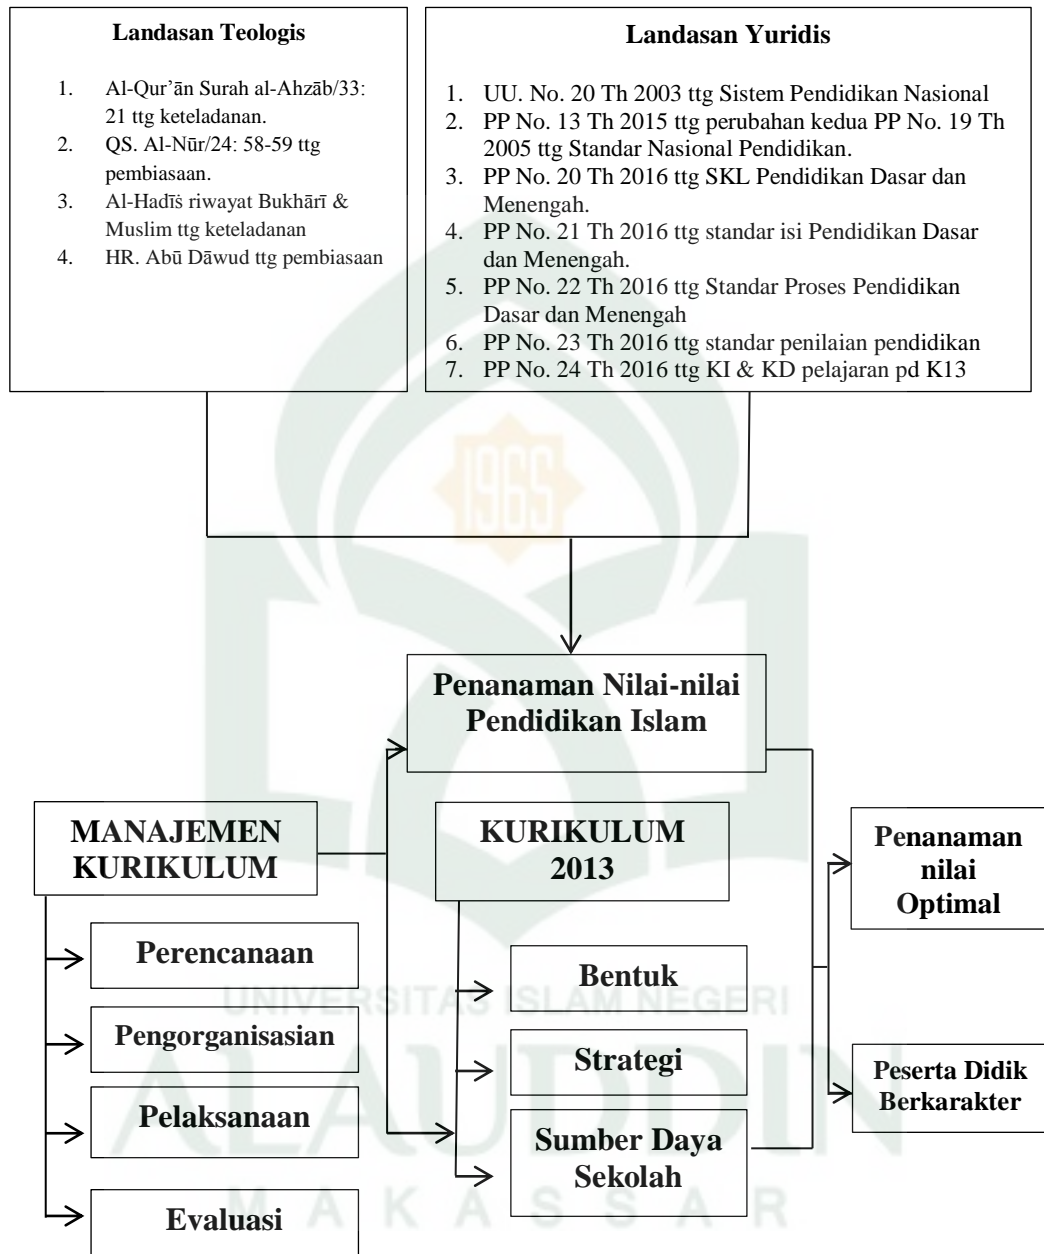 Landasan Teologis
1. Al-Qur’ān Surah al-Ahzāb/33:
21 ttg keteladanan.
2. QS. Al-Nūr/24: 58-59 ttg
pembiasaan.
3. Al-Hadīṡ riwayat Bukhārī &
Muslim ttg keteladanan
4. HR. Abū Dāwud ttg pembiasaan
Landasan Yuridis
1. UU. No. 20 Th 2003 ttg Sistem Pendidikan Nasional
2. PP No. 13 Th 2015 ttg perubahan kedua PP No. 19 Th
2005 ttg Standar Nasional Pendidikan.
3. PP No. 20 Th 2016 ttg SKL Pendidikan Dasar dan
Menengah.
4. PP No. 21 Th 2016 ttg standar isi Pendidikan Dasar
dan Menengah.
5. PP No. 22 Th 2016 ttg Standar Proses Pendidikan
Dasar dan Menengah
6. PP No. 23 Th 2016 ttg standar penilaian pendidikan
7. PP No. 24 Th 2016 ttg KI & KD pelajaran pd K13
1965
Penanaman Nilai-nilai
Pendidikan Islam
MANAJEMEN
KURIKULUM
Perencanaan
Pengorganisasian
Pelaksanaan
Evaluasi
KURIKULUM
2013
Bentuk
Strategi
Sumber Daya
Sekolah
Penanaman
nilai
Optimal
Peserta Didik
Berkarakter
UNIVERSITAS ISLAM NEGERI
ALAUDDIN
MAKASSAR